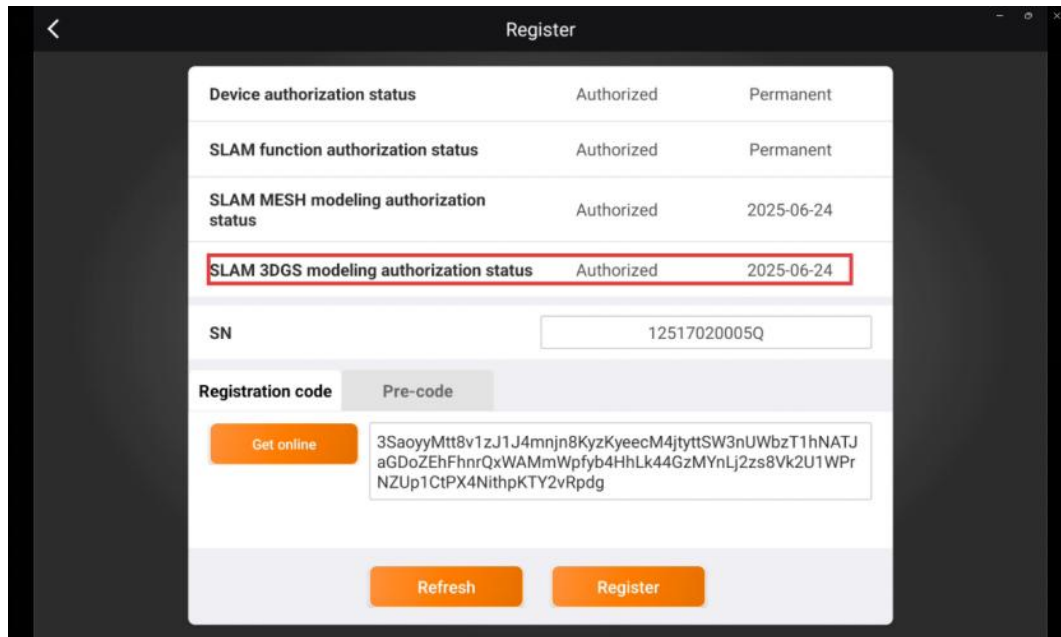 Register
Device authorization status Authorized Permanent
SLAM function authorization status Authorized Permanent
SLAM MESH modeling authorization
status Authorized 2025-06-24
SLAM 3DGS modeling authorization status Authorized 2025-06-24
SN 12517020005Q
Registration code Pre-code
Get online
3SaoyyMtt8v1zJ1J4mnjn8KyzKyeecM4jtyttSW3nUWbzT1hNATJ
aGDoZEhFhnrQxWAMmWpfyb4HhLk44GzMYnLj2zs8Vk2U1WPr
NZUp1CtPX4NithpKTY2vRpdg
Refresh Register